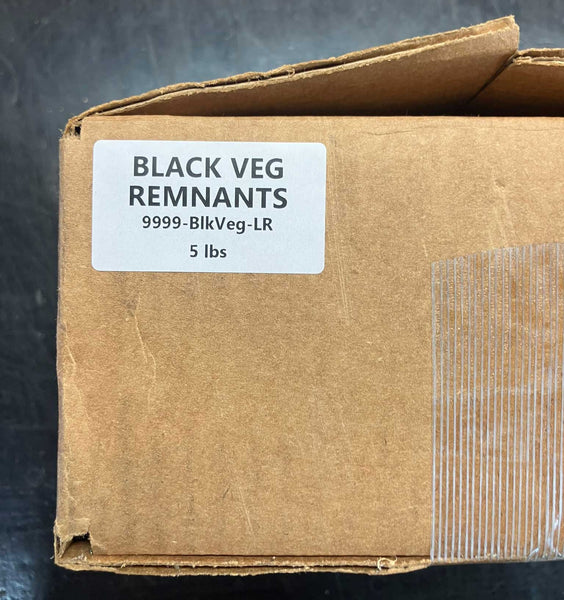 BLACK VEG
REMNANTS
9999-BlkVeg-LR
5 lbs